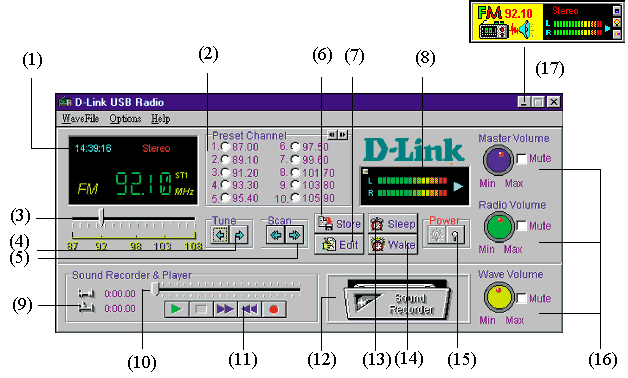 FM 92.10 Stereo
L
R
(1) (2) (6) (7) (8) (17)
D-Link USB Radio
WaveFile Options Help
14:39:16 Stereo
FM 92.10 ST1 MHz
Preset Channel
1. 87.00 6. 97.50
2. 89.10 7. 99.60
3. 91.20 8. 101.70
4. 93.30 9. 103.80
5. 95.40 10. 105.90
D-Link
L
R
Master Volume
Mute
Min Max
(3)
87 92 98 103 108
(4)
(5)
Tune Scan
Store Sleep
Edit Wake
Power
Radio Volume
Mute
Min Max
(16)
Sound Recorder & Player
0:00.00
0:00.00
(9)
Sound Recorder
Wave Volume
Mute
Min Max
(10) (11) (12) (13) (14) (15) (16)